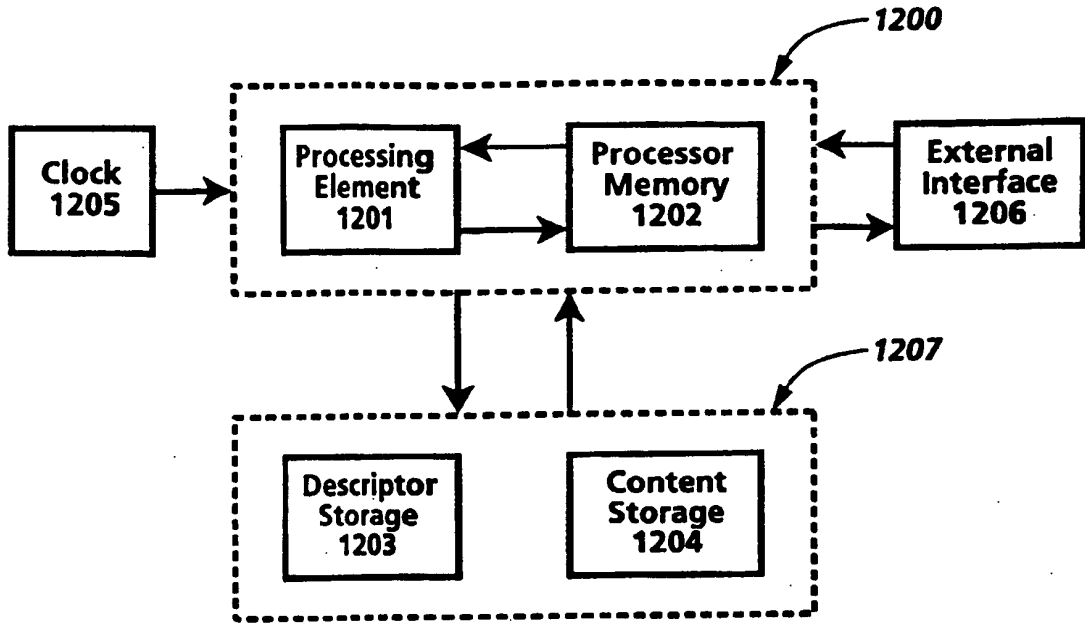 1200
Clock
1205
Processing
Element
1201
Processor
Memory
1202
External
Interface
1206
1207
Descriptor
Storage
1203
Content
Storage
1204